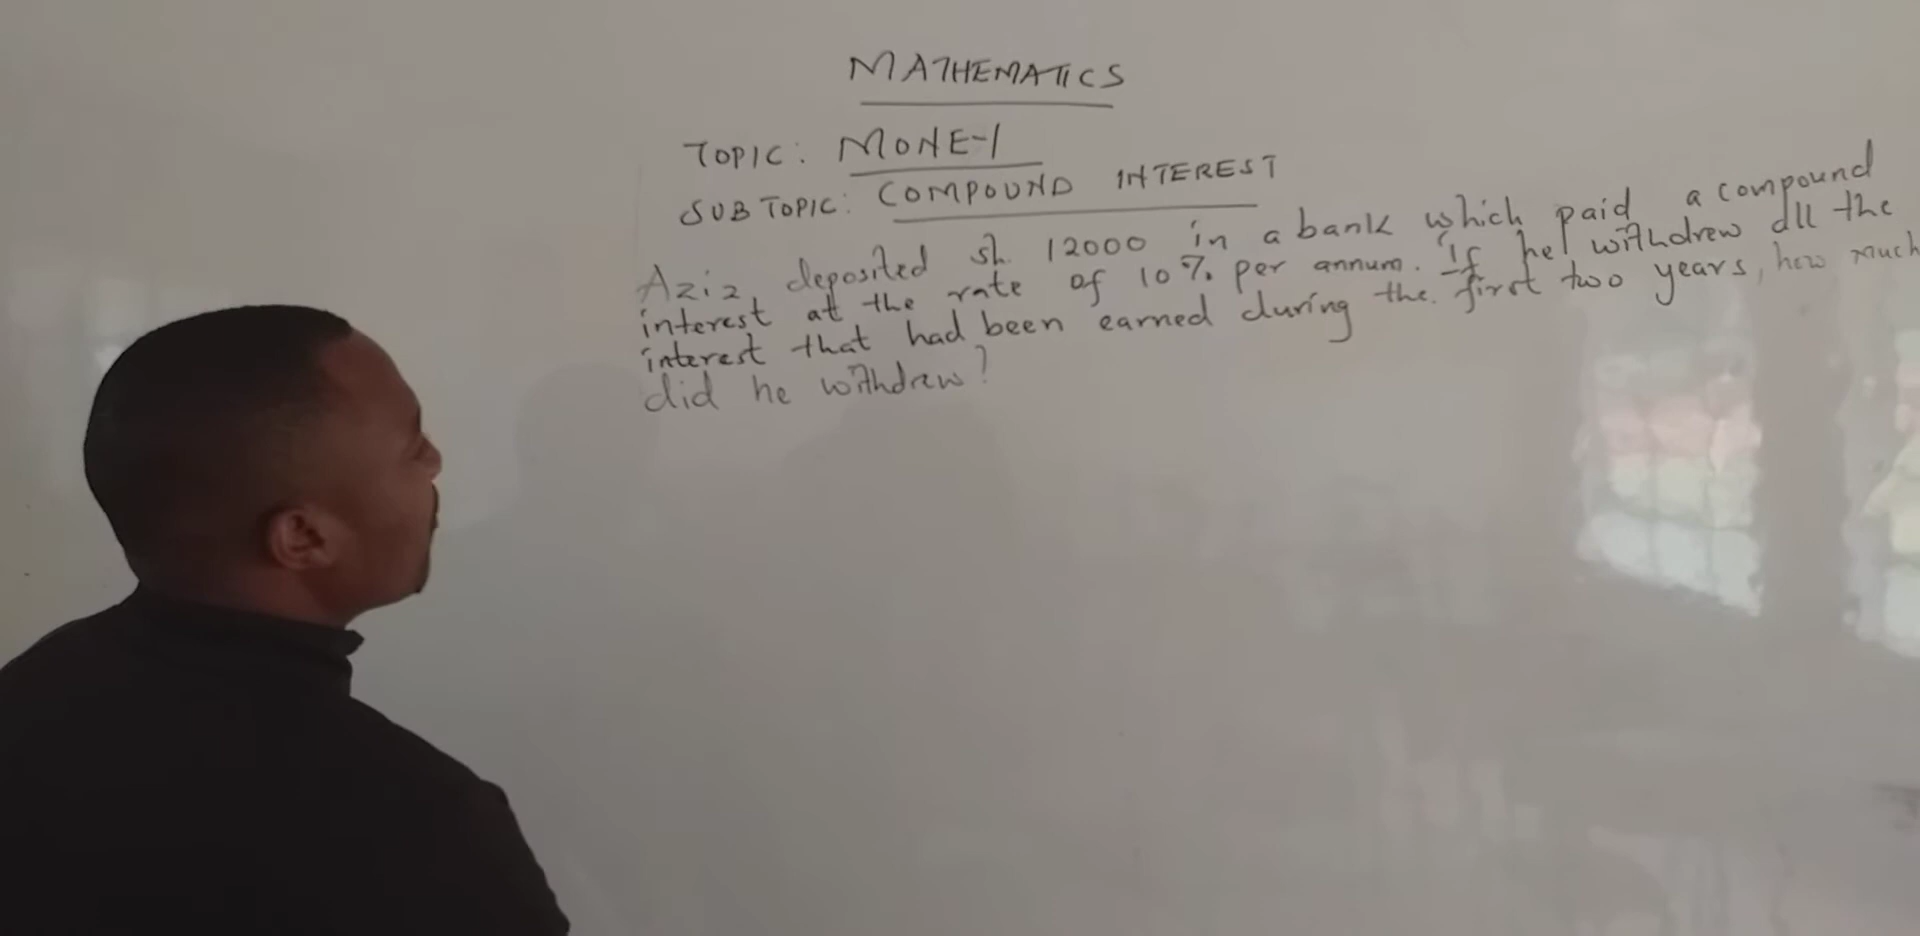 MATHEMATICS
TOPIC: MONEY
SUB TOPIC: COMPOUND INTEREST
Aziz deposited sh. 12000 in a bank which paid a compound
interest at the rate of 10% per annum. If he withdrew all the
interest that had been earned during the first two years, how much
did he withdrew?